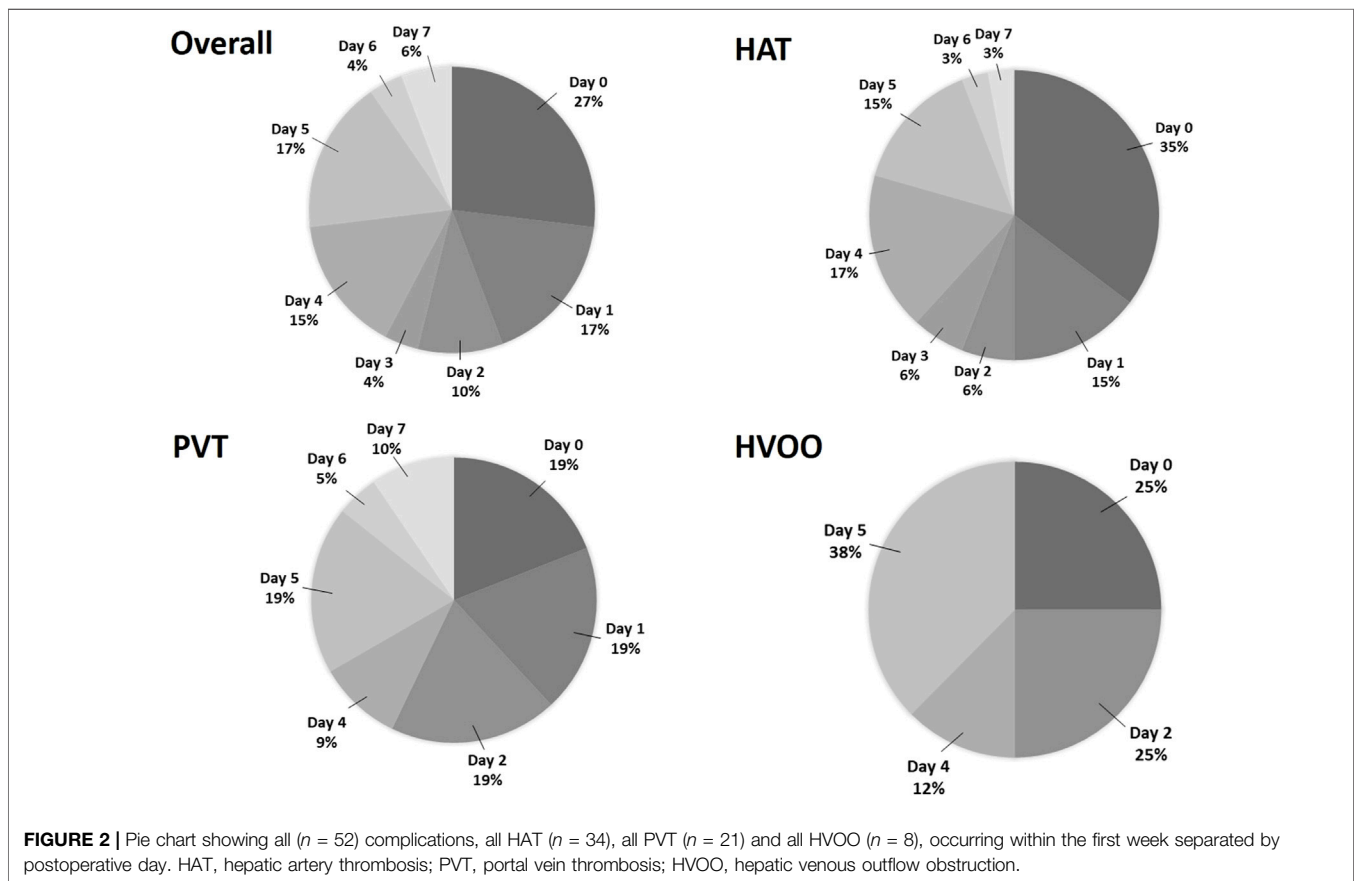 Overall
Day 7
6%
Day 6
4%
Day 0
27%
Day 5
17%
Day 1
17%
Day 4
15%
Day 3
4%
Day 2
10%
HAT
Day 6
3%
Day 7
3%
Day 5
15%
Day 0
35%
Day 4
17%
Day 3
6%
Day 2
6%
Day 1
15%
PVT
Day 7
10%
Day 6
5%
Day 0
19%
Day 5
19%
Day 1
19%
Day 4
9%
Day 2
19%
HVOO
Day 0
25%
Day 5
38%
Day 2
25%
Day 4
12%
FIGURE 2 | Pie chart showing all (n = 52) complications, all HAT (n = 34), all PVT (n = 21) and all HVOO (n = 8), occurring within the first week separated by
postoperative day. HAT, hepatic artery thrombosis; PVT, portal vein thrombosis; HVOO, hepatic venous outflow obstruction.